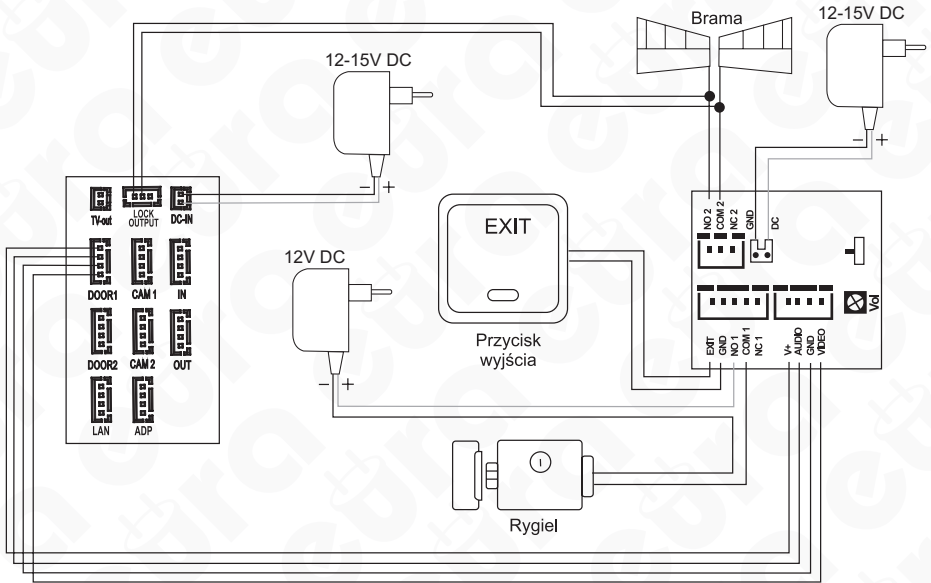 Brama
12-15V DC
12-15V DC
TV-out
LOCK
OUTPUT
DC-IN
DOOR1
CAM 1
IN
DOOR2
CAM 2
OUT
LAN
ADP
12V DC
EXIT
Przycisk
wyjścia
NO 2
COM 2
NC 2
GND
DC
Vol
EXIT
GND
NO 1
COM 1
NC 1
V+
AUDIO
GND
VIDEO
Rygiel
− +
− +
− +
I
eura